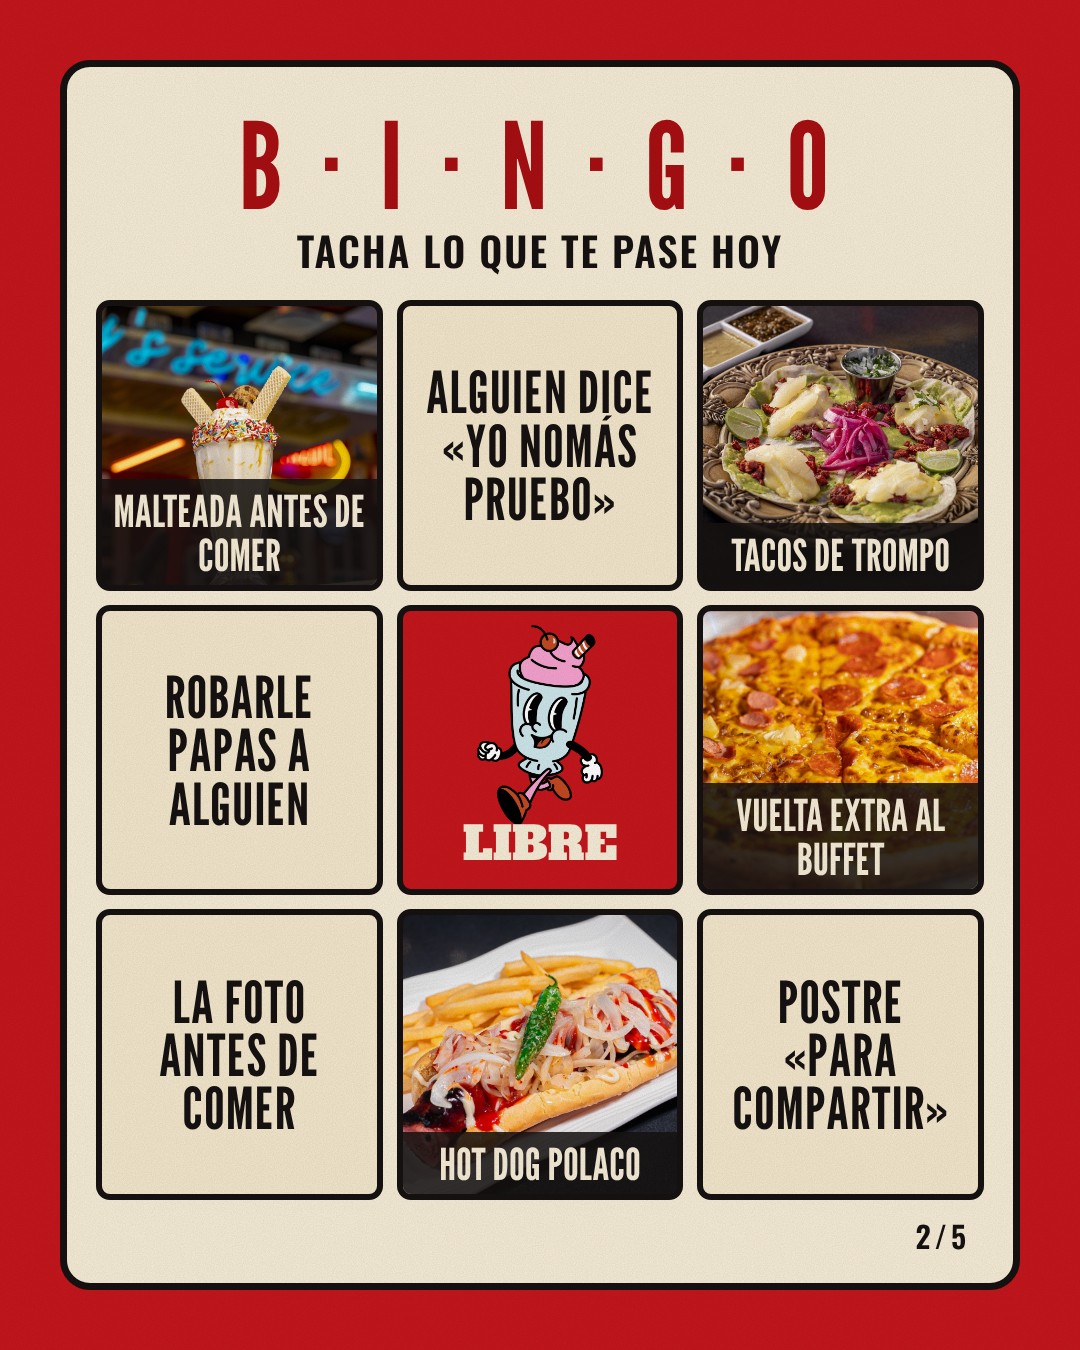 B · I · N · G · O
TACHA LO QUE TE PASE HOY
MALTEADA ANTES DE
COMER
ALGUIEN DICE
«YO NOMÁS
PRUEBO»
TACOS DE TROMPO
ROBARLE
PAPAS A
ALGUIEN
LIBRE
VUELTA EXTRA AL
BUFFET
LA FOTO
ANTES DE
COMER
HOT DOG POLACO
POSTRE
«PARA
COMPARTIR»
2 / 5